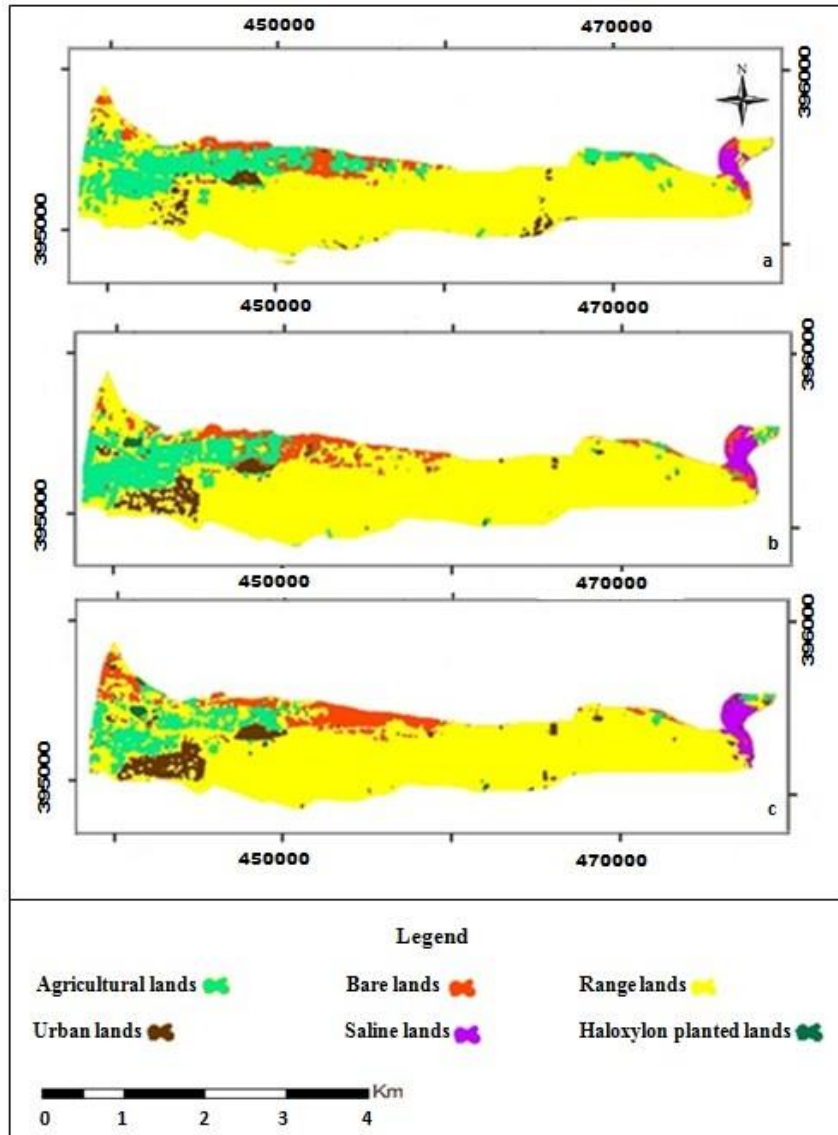 450000 470000
396000
N
395000
a
450000 470000
396000
395000
b
450000 470000
396000
395000
c
450000 470000
Legend
Agricultural lands Bare lands Range lands
Urban lands Saline lands Haloxylon planted lands
Km
0 1 2 3 4